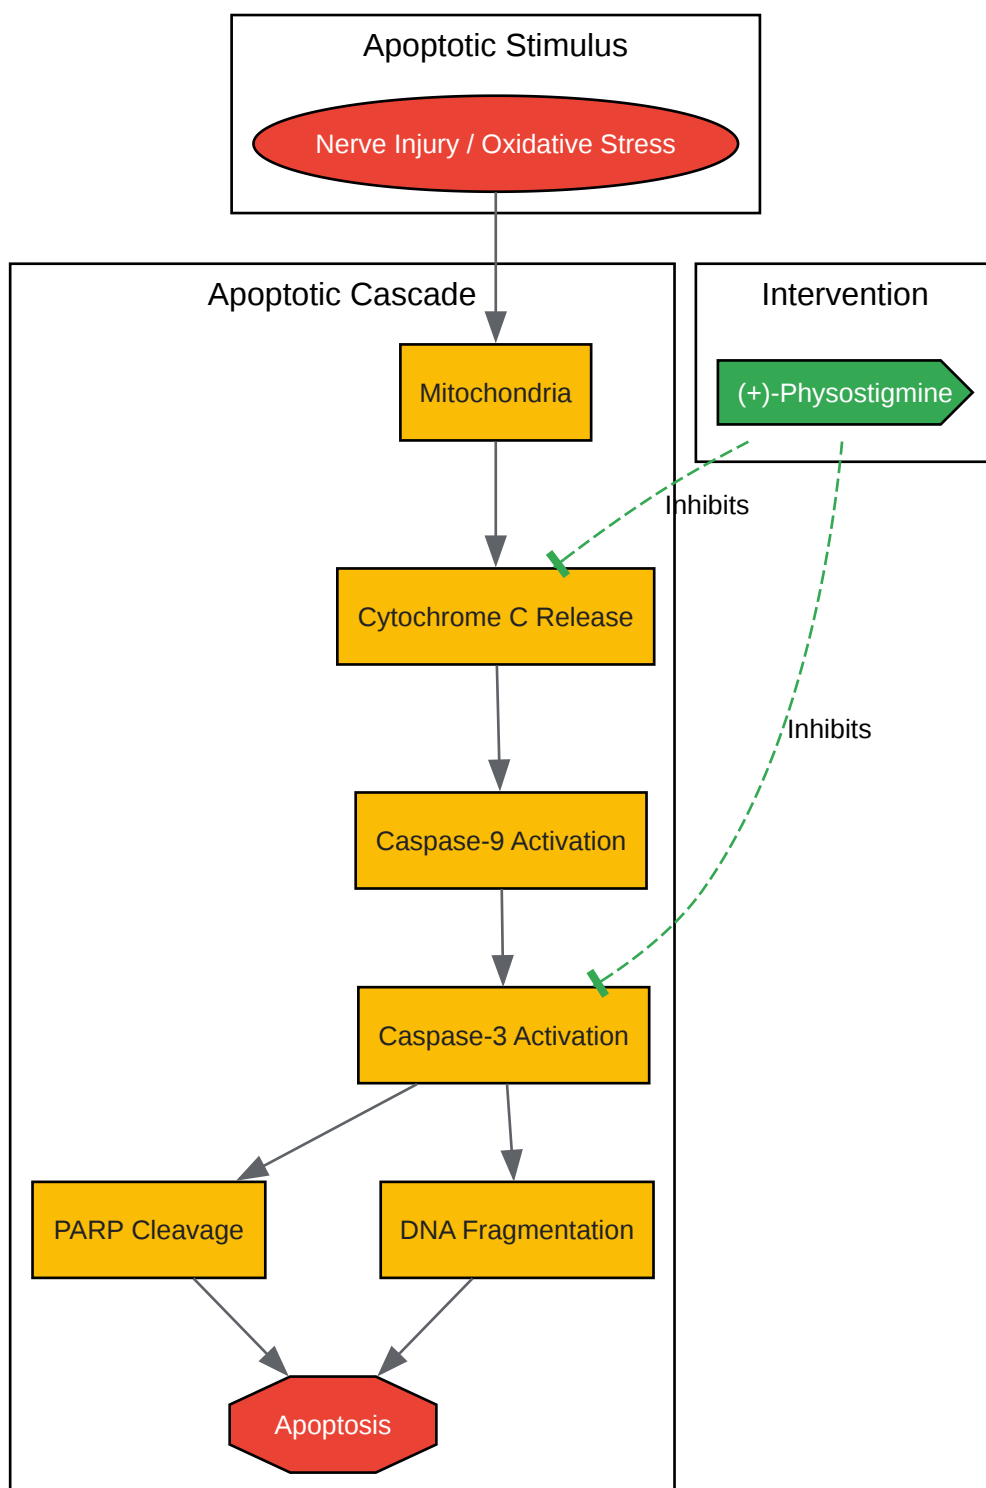 Apoptotic Stimulus
Nerve Injury / Oxidative Stress
Apoptotic Cascade
Intervention
Mitochondria
(+)-Physostigmine
Inhibits
Cytochrome C Release
Inhibits
Caspase-9 Activation
Caspase-3 Activation
PARP Cleavage
DNA Fragmentation
Apoptosis